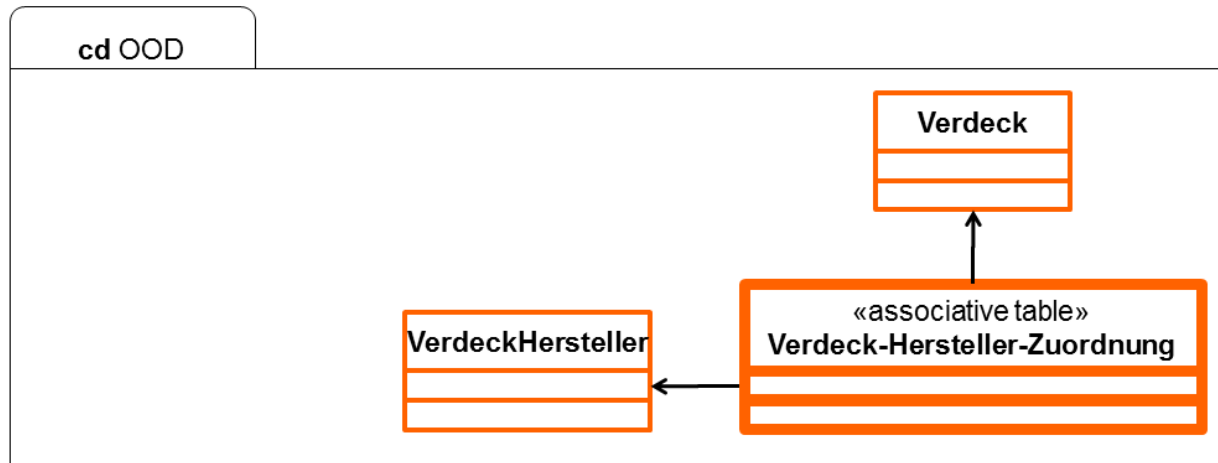 cd OOD
Verdeck
«associative table»
Verdeck-Hersteller-Zuordnung
VerdeckHersteller